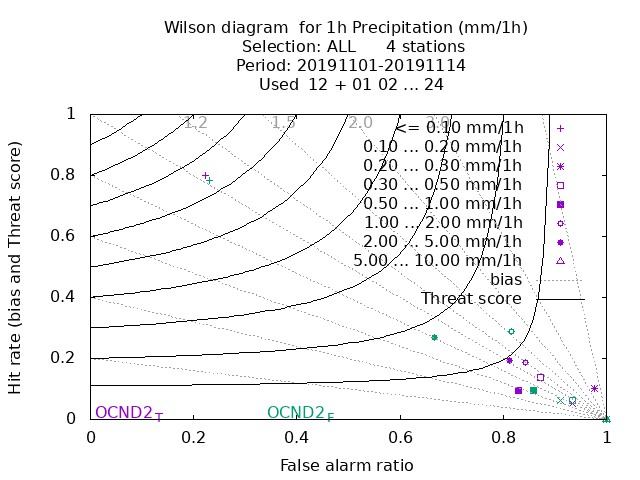 Wilson diagram  for 1h Precipitation (mm/1h)
Selection: ALL      4 stations
Period: 20191101-20191114
Used  12 + 01 02 ... 24
1.2 1.5 2.0 3.0
<= 0.10 mm/1h
0.10 ... 0.20 mm/1h
0.20 ... 0.30 mm/1h
0.30 ... 0.50 mm/1h
0.50 ... 1.00 mm/1h
1.00 ... 2.00 mm/1h
2.00 ... 5.00 mm/1h
5.00 ... 10.00 mm/1h
bias
Threat score
1
0.8
0.6
0.4
0.2
0
Hit rate (bias and Threat score)
OCND2T OCND2F
0 0.2 0.4 0.6 0.8 1
False alarm ratio